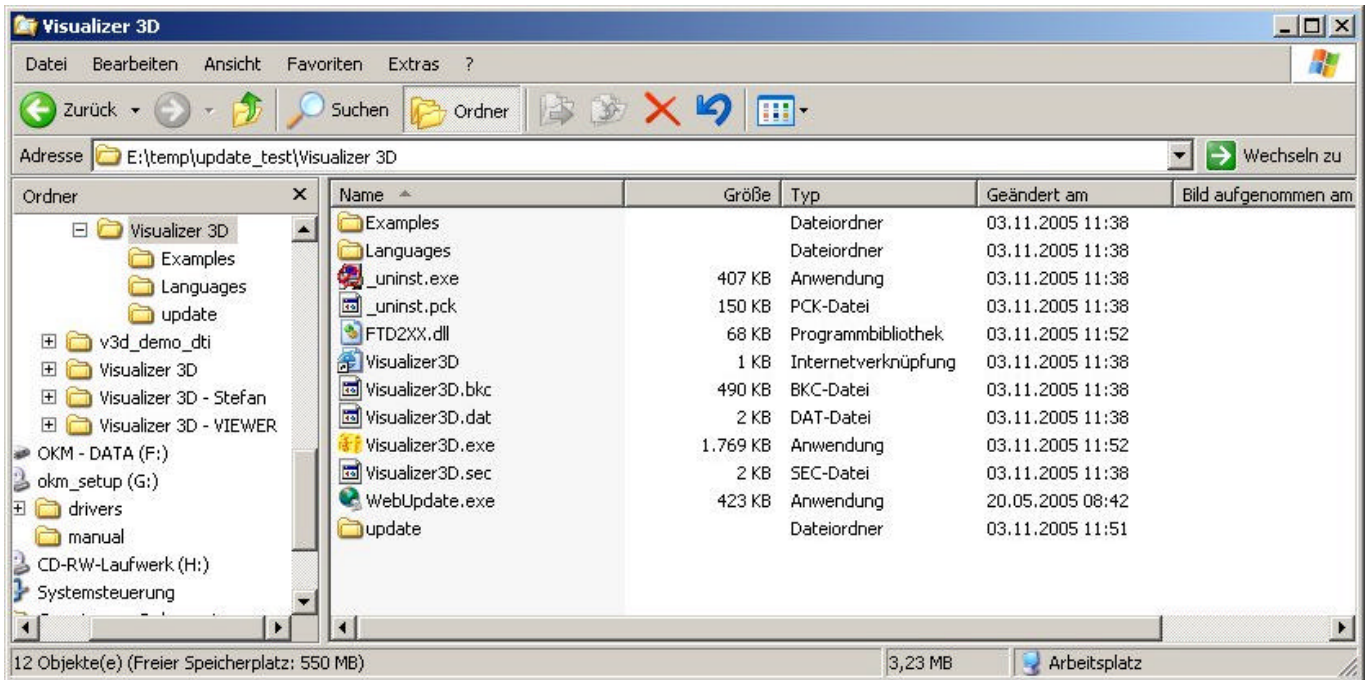 Visualizer 3D
Datei Bearbeiten Ansicht Favoriten Extras ?
Zurück Suchen Ordner
Adresse E:\temp\update_test\Visualizer 3D Wechseln zu
Ordner
Visualizer 3D
Examples
Languages
update
v3d_demo_dti
Visualizer 3D
Visualizer 3D - Stefan
Visualizer 3D - VIEWER
OKM - DATA (F:)
okm_setup (G:)
drivers
manual
CD-RW-Laufwerk (H:)
Systemsteuerung
Name Größe Typ Geändert am Bild aufgenommen am
Examples Dateiordner 03.11.2005 11:38
Languages Dateiordner 03.11.2005 11:38
_uninst.exe 407 KB Anwendung 03.11.2005 11:38
_uninst.pck 150 KB PCK-Datei 03.11.2005 11:38
FTD2XX.dll 68 KB Programmbibliothek 03.11.2005 11:52
Visualizer3D 1 KB Internetverknüpfung 03.11.2005 11:38
Visualizer3D.bkc 490 KB BKC-Datei 03.11.2005 11:38
Visualizer3D.dat 2 KB DAT-Datei 03.11.2005 11:38
Visualizer3D.exe 1.769 KB Anwendung 03.11.2005 11:52
Visualizer3D.sec 2 KB SEC-Datei 03.11.2005 11:38
WebUpdate.exe 423 KB Anwendung 20.05.2005 08:42
update Dateiordner 03.11.2005 11:51
12 Objekte(e) (Freier Speicherplatz: 550 MB) 3,23 MB Arbeitsplatz